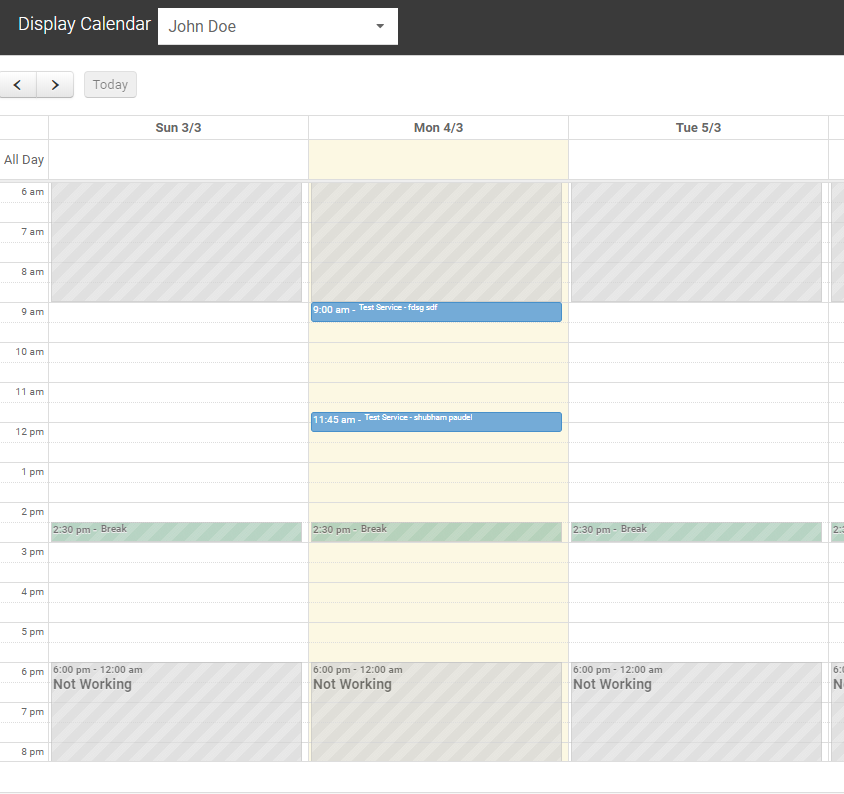 Display Calendar John Doe
Today
Sun 3/3 Mon 4/3 Tue 5/3
All Day
6 am
7 am
8 am
9 am 9:00 am - Test Service - fdsg sdf
10 am
11 am
11:45 am - Test Service - shubham paudel
12 pm
1 pm
2 pm
2:30 pm - Break 2:30 pm - Break 2:30 pm - Break 2:3
3 pm
4 pm
5 pm
6 pm 6:00 pm - 12:00 am 6:00 pm - 12:00 am 6:00 pm - 12:00 am 6:0
Not Working Not Working Not Working N
7 pm
8 pm